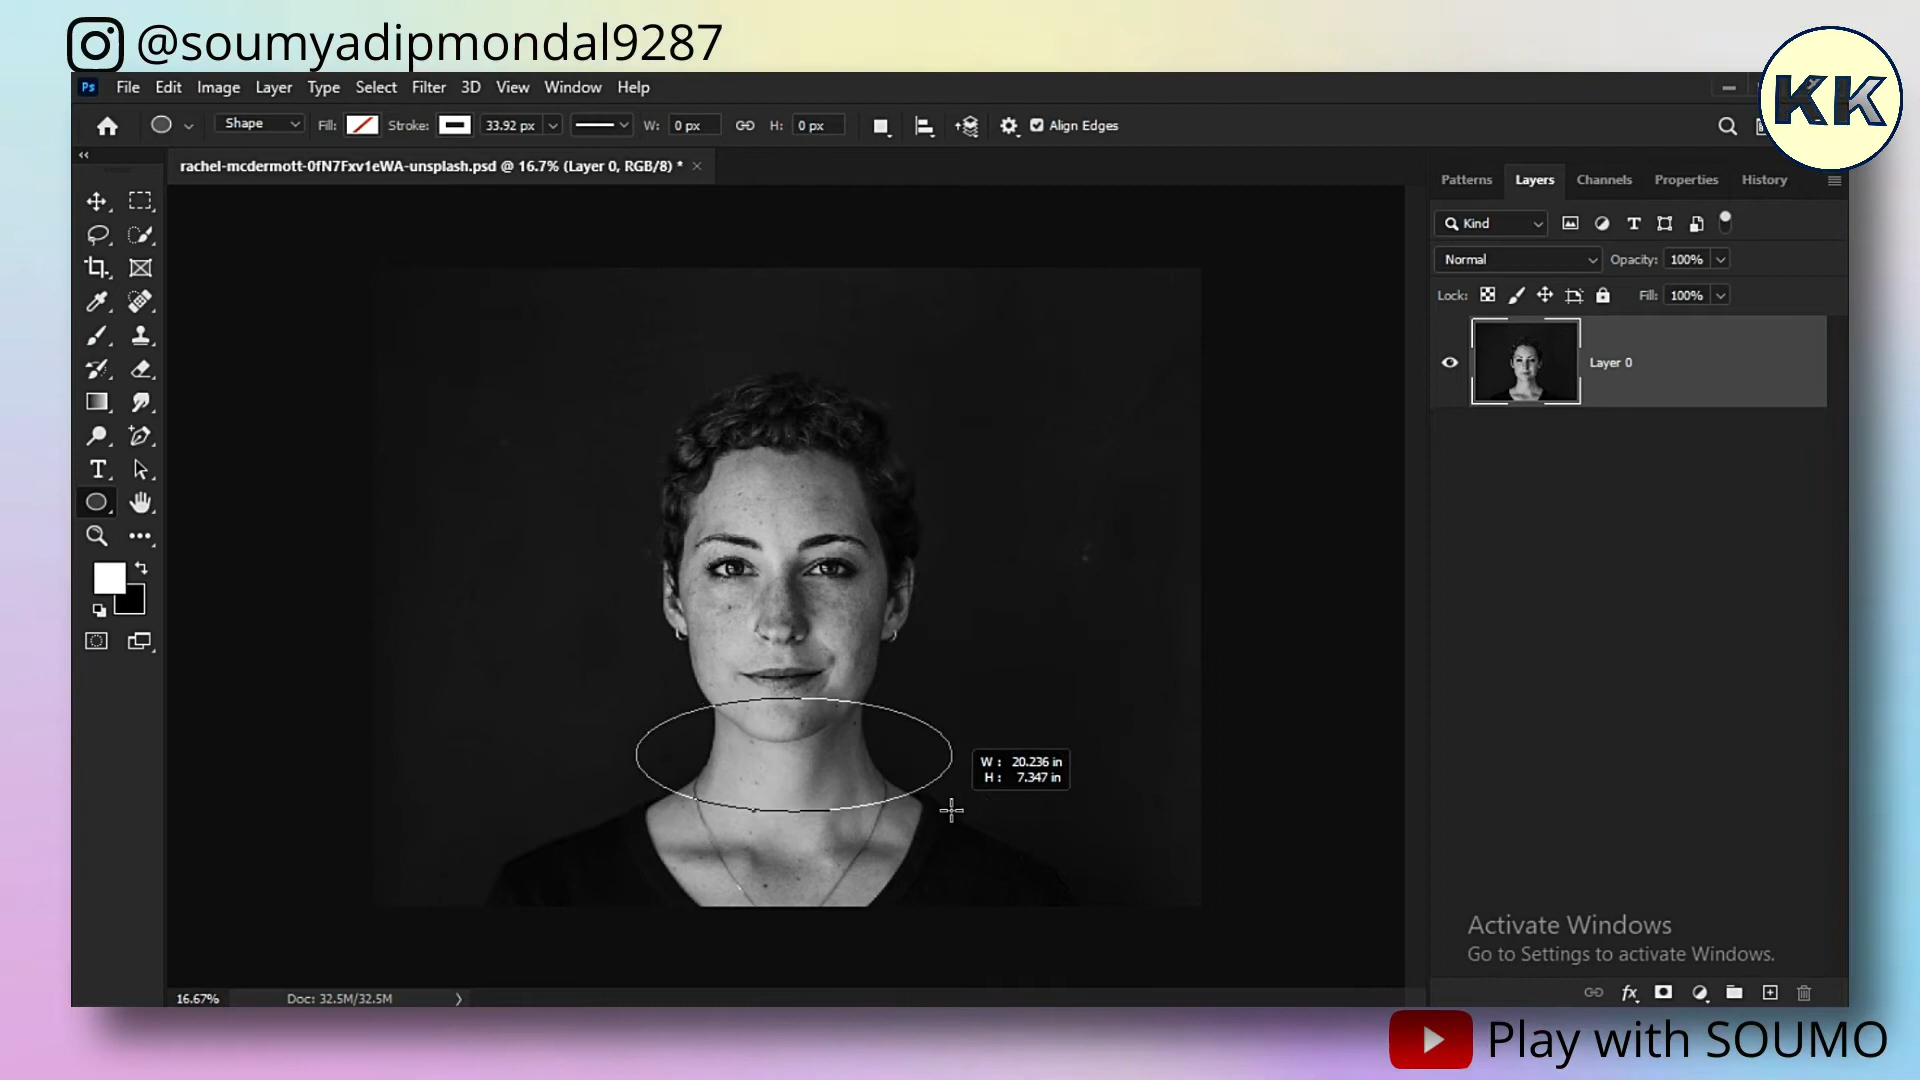 @soumyadipmondal9287
KK
Ps File Edit Image Layer Type Select Filter 3D View Window Help
Shape Fill: Stroke: 33.92 px W: 0 px H: 0 px Align Edges
rachel-mcdermott-0fN7Fxv1eWA-unsplash.psd @ 16.7% (Layer 0, RGB/8) * ×
Patterns Layers Channels Properties History
Kind
Normal Opacity: 100%
Lock: Fill: 100%
Layer 0
W : 20.236 in
H : 7.347 in
Activate Windows
Go to Settings to activate Windows.
16.67% Doc: 32.5M/32.5M
fx
Play with SOUMO